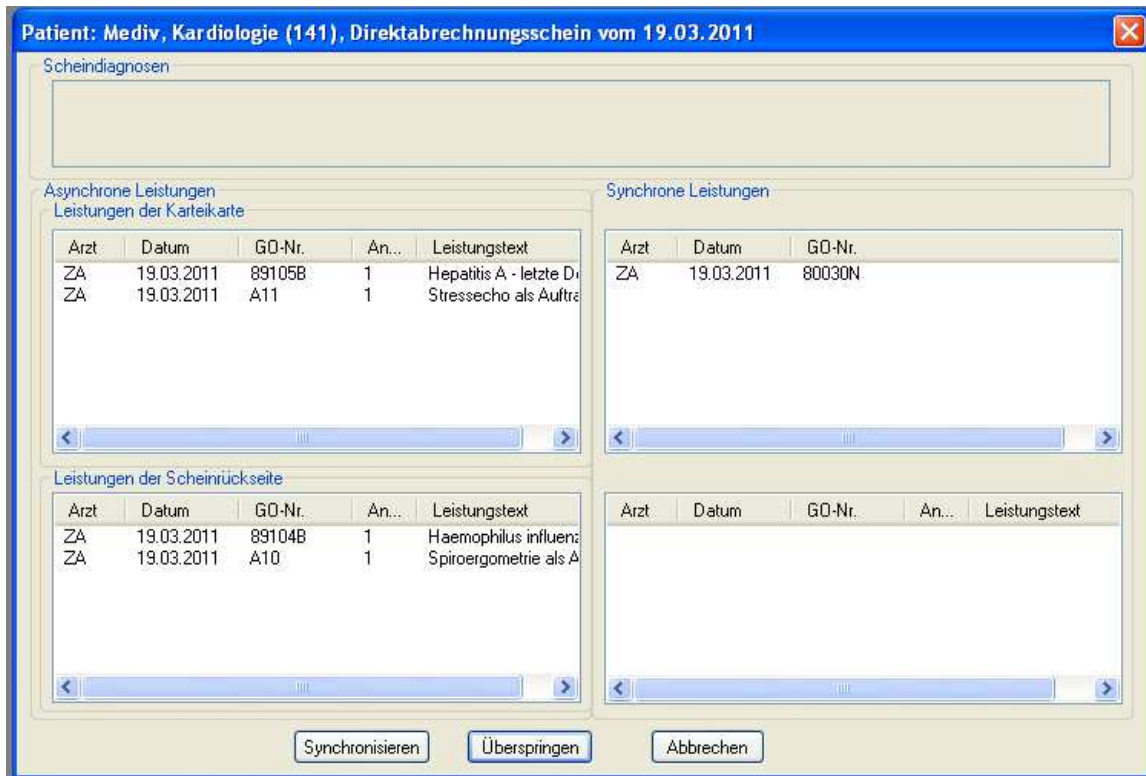 Patient: Mediv, Kardiologie (141), Direktabrechnungsschein vom 19.03.2011
Scheindiagnosen
Asynchrone Leistungen
Leistungen der Karteikarte
Arzt Datum GO-Nr. An... Leistungstext
ZA 19.03.2011 89105B 1 Hepatitis A - letzte D
ZA 19.03.2011 A11 1 Stressecho als Auftra
Synchrone Leistungen
Arzt Datum GO-Nr.
ZA 19.03.2011 80030N
Leistungen der Scheinrückseite
Arzt Datum GO-Nr. An... Leistungstext
ZA 19.03.2011 89104B 1 Haemophilus influenz
ZA 19.03.2011 A10 1 Spiroergometrie als A
Arzt Datum GO-Nr. An... Leistungstext
Synchronisieren Überspringen Abbrechen